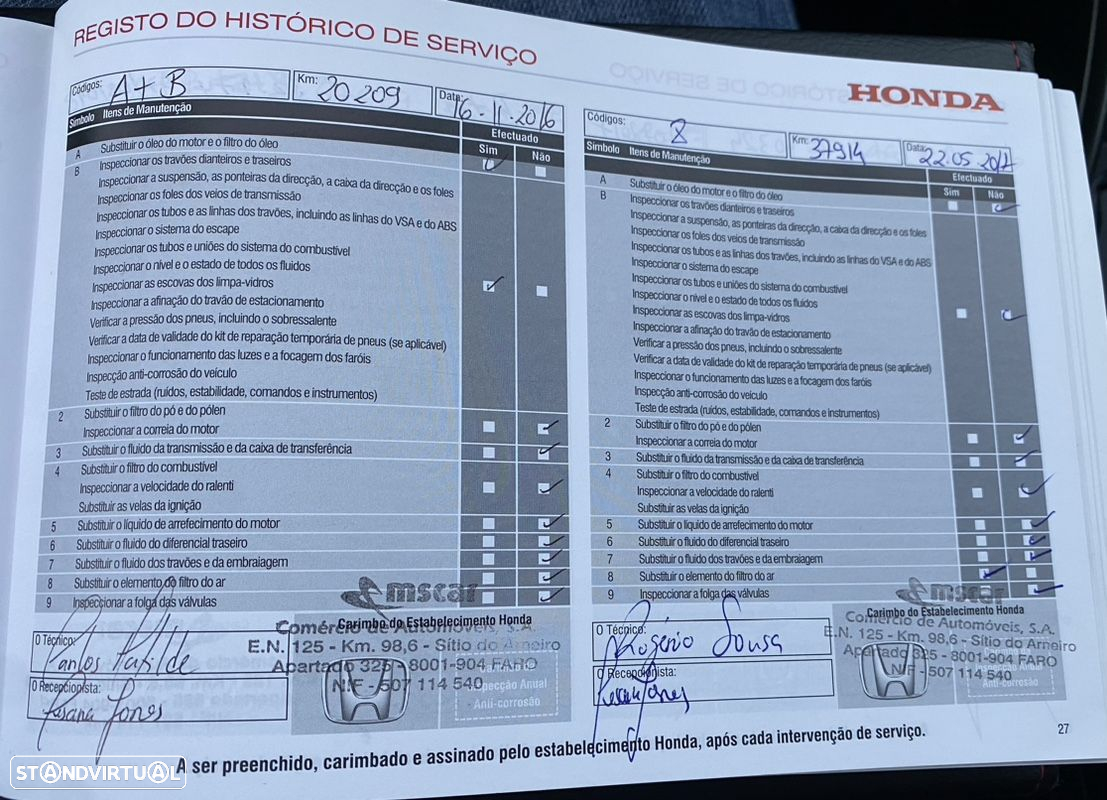 REGISTO DO HISTÓRICO DE SERVIÇO
Códigos: A+B
Km: 20 209
Data: 16-11-2016
Símbolo Itens de Manutenção
Efectuado
Sim Não
A Substituir o óleo do motor e o filtro do óleo
B Inspeccionar os travões dianteiros e traseiros
Inspeccionar a suspensão, as ponteiras da direcção, a caixa da direcção e os foles
Inspeccionar os foles dos veios de transmissão
Inspeccionar os tubos e as linhas dos travões, incluindo as linhas do VSA e do ABS
Inspeccionar o sistema do escape
Inspeccionar os tubos e uniões do sistema do combustível
Inspeccionar o nível e o estado de todos os fluidos
Inspeccionar as escovas dos limpa-vidros
Inspeccionar a afinação do travão de estacionamento
Verificar a pressão dos pneus, incluindo o sobresselente
Verificar a data de validade do kit de reparação temporária de pneus (se aplicável)
Inspeccionar o funcionamento das luzes e a focagem dos faróis
Inspecção anti-corrosão do veículo
Teste de estrada (ruídos, estabilidade, comandos e instrumentos)
2 Substituir o filtro do pó e do pólen
Inspeccionar a correia do motor
3 Substituir o fluido da transmissão e da caixa de transferência
4 Substituir o filtro do combustível
Inspeccionar a velocidade do ralenti
Substituir as velas da ignição
5 Substituir o líquido de arrefecimento do motor
6 Substituir o fluido do diferencial traseiro
7 Substituir o fluido dos travões e da embraiagem
8 Substituir o elemento do filtro do ar
9 Inspeccionar a folga das válvulas
mscar
Carimbo do Estabelecimento Honda
Comércio de Automóveis, S.A.
E.N. 125 - Km. 98,6 - Sítio do Arneiro
Apartado 325 - 8001-904 FARO
NIF - 507 114 540
Inspecção Anual
Anti-corrosão
O Técnico:
O Recepcionista:
HONDA
Códigos: 8
Km: 37914
Data: 22.05.2017
Símbolo Itens de Manutenção
Efectuado
Sim Não
A Substituir o óleo do motor e o filtro do óleo
B Inspeccionar os travões dianteiros e traseiros
Inspeccionar a suspensão, as ponteiras da direcção, a caixa da direcção e os foles
Inspeccionar os foles dos veios de transmissão
Inspeccionar os tubos e as linhas dos travões, incluindo as linhas do VSA e do ABS
Inspeccionar o sistema do escape
Inspeccionar os tubos e uniões do sistema do combustível
Inspeccionar o nível e o estado de todos os fluidos
Inspeccionar as escovas dos limpa-vidros
Inspeccionar a afinação do travão de estacionamento
Verificar a pressão dos pneus, incluindo o sobresselente
Verificar a data de validade do kit de reparação temporária de pneus (se aplicável)
Inspeccionar o funcionamento das luzes e a focagem dos faróis
Inspecção anti-corrosão do veículo
Teste de estrada (ruídos, estabilidade, comandos e instrumentos)
2 Substituir o filtro do pó e do pólen
Inspeccionar a correia do motor
3 Substituir o fluido da transmissão e da caixa de transferência
4 Substituir o filtro do combustível
Inspeccionar a velocidade do ralenti
Substituir as velas da ignição
5 Substituir o líquido de arrefecimento do motor
6 Substituir o fluido do diferencial traseiro
7 Substituir o fluido dos travões e da embraiagem
8 Substituir o elemento do filtro do ar
9 Inspeccionar a folga das válvulas
mscar
Carimbo do Estabelecimento Honda
Comércio de Automóveis, S.A.
E.N. 125 - Km. 98,6 - Sítio do Arneiro
Apartado 325 - 8001-904 FARO
NIF - 507 114 540
Anual
Anti-corrosão
O Técnico: Rogério Sousa
O Recepcionista:
A ser preenchido, carimbado e assinado pelo estabelecimento Honda, após cada intervenção de serviço.
27
STANDVIRTUAL